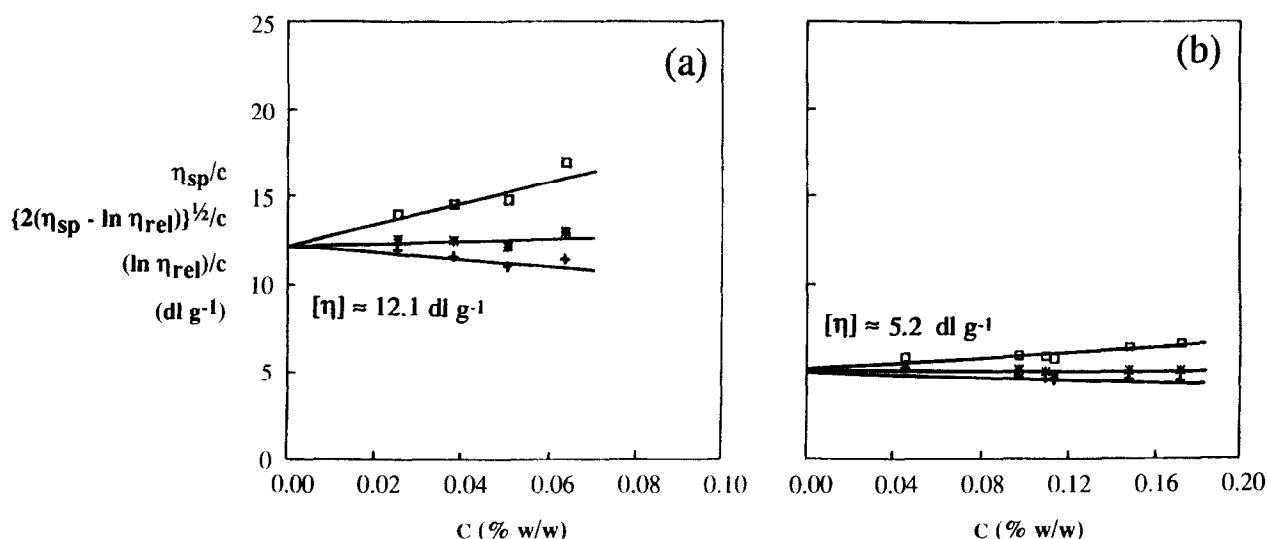 25
20
15
10
5
0
η_sp/c
{2(η_sp - ln η_rel)}^½/c
(ln η_rel)/c
(dl g⁻¹)
(a)
[η] ≈ 12.1 dl g⁻¹
0.00 0.02 0.04 0.06 0.08 0.10
C (% w/w)
(b)
[η] ≈ 5.2 dl g⁻¹
0.00 0.04 0.08 0.12 0.16 0.20
C (% w/w)